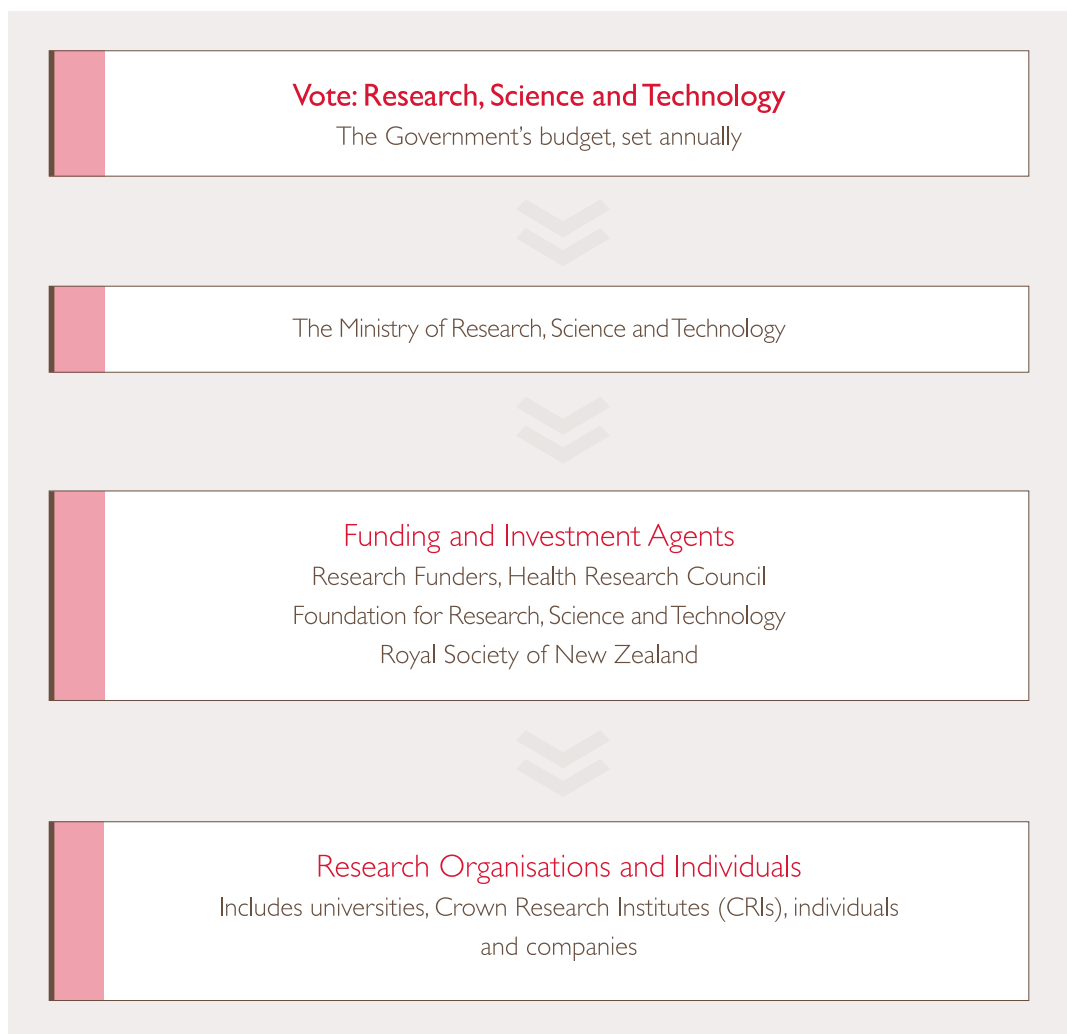 Vote: Research, Science and Technology
The Government's budget, set annually
The Ministry of Research, Science and Technology
Funding and Investment Agents
Research Funders, Health Research Council
Foundation for Research, Science and Technology
Royal Society of New Zealand
Research Organisations and Individuals
Includes universities, Crown Research Institutes (CRIs), individuals
and companies